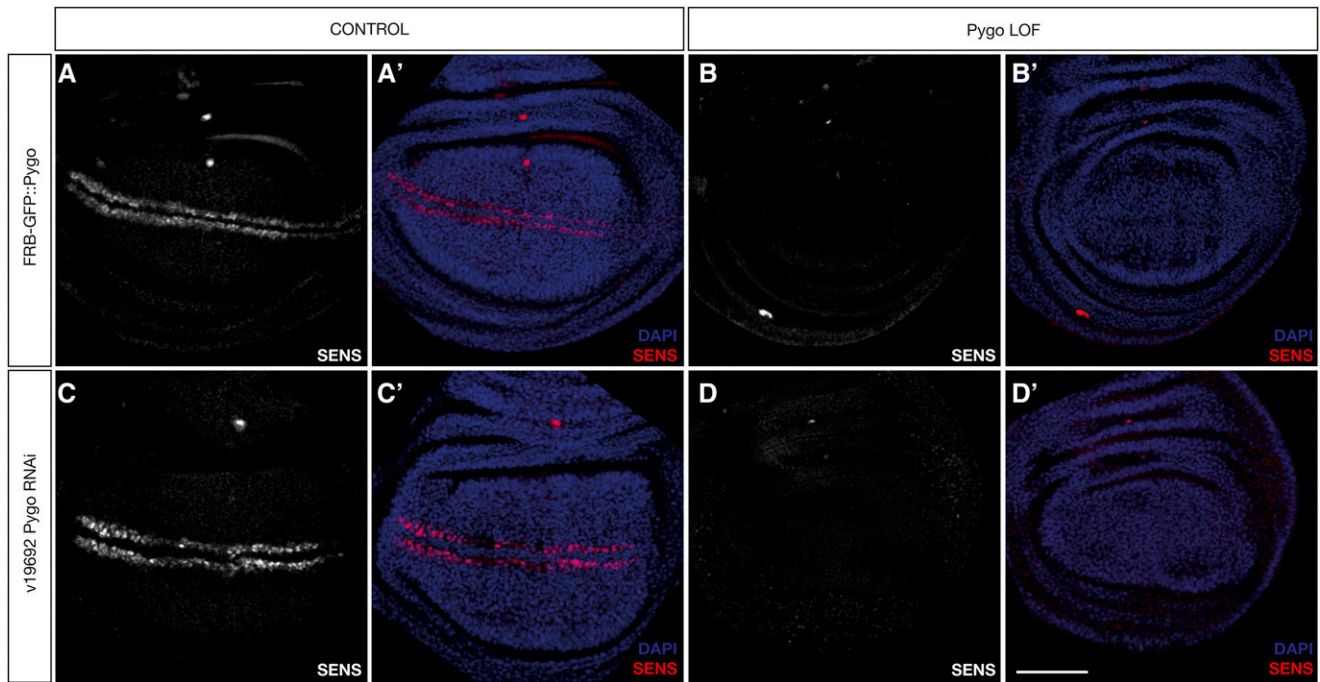 CONTROL
Pygo LOF
FRB-GFP::Pygo
A
SENS
A'
DAPI
SENS
B
SENS
B'
DAPI
SENS
v19692 Pygo RNAi
C
SENS
C'
DAPI
SENS
D
SENS
D'
DAPI
SENS